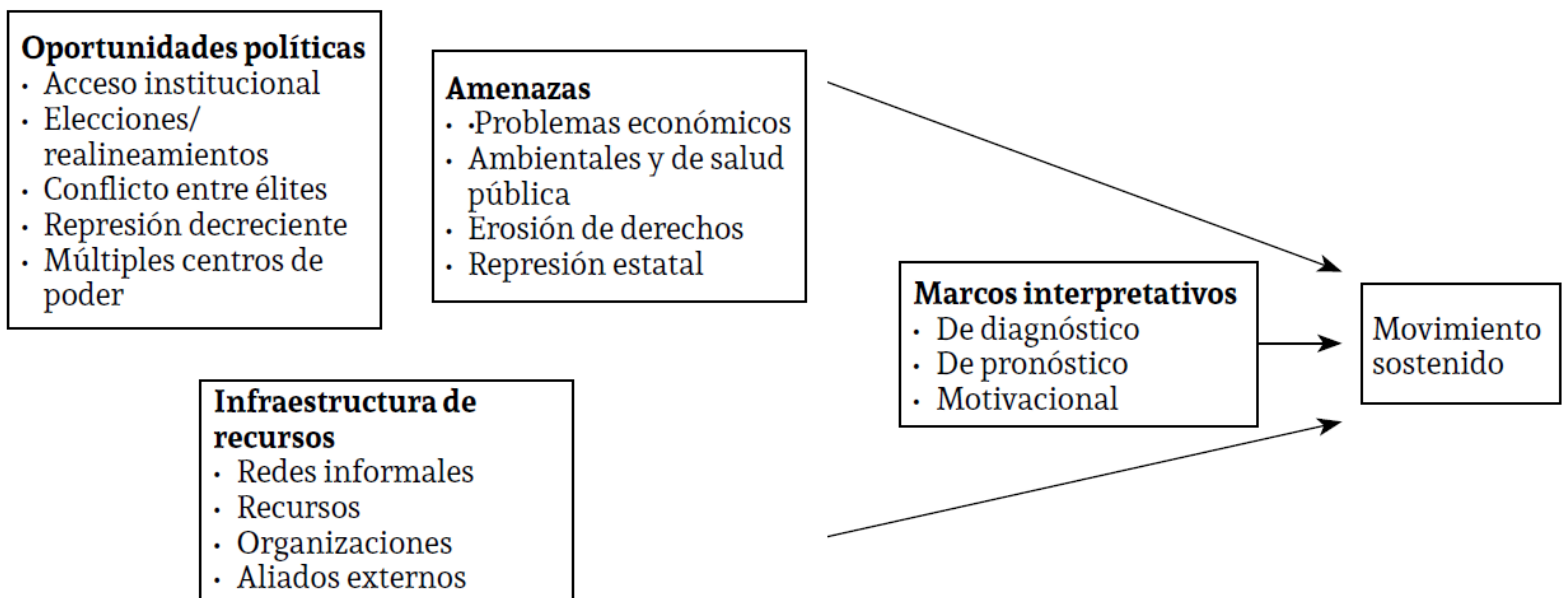 Oportunidades políticas
· Acceso institucional
· Elecciones/
realineamientos
· Conflicto entre élites
· Represión decreciente
· Múltiples centros de
poder
Amenazas
· ·Problemas económicos
· Ambientales y de salud
pública
· Erosión de derechos
· Represión estatal
Infraestructura de
recursos
· Redes informales
· Recursos
· Organizaciones
· Aliados externos
Marcos interpretativos
· De diagnóstico
· De pronóstico
· Motivacional
Movimiento
sostenido